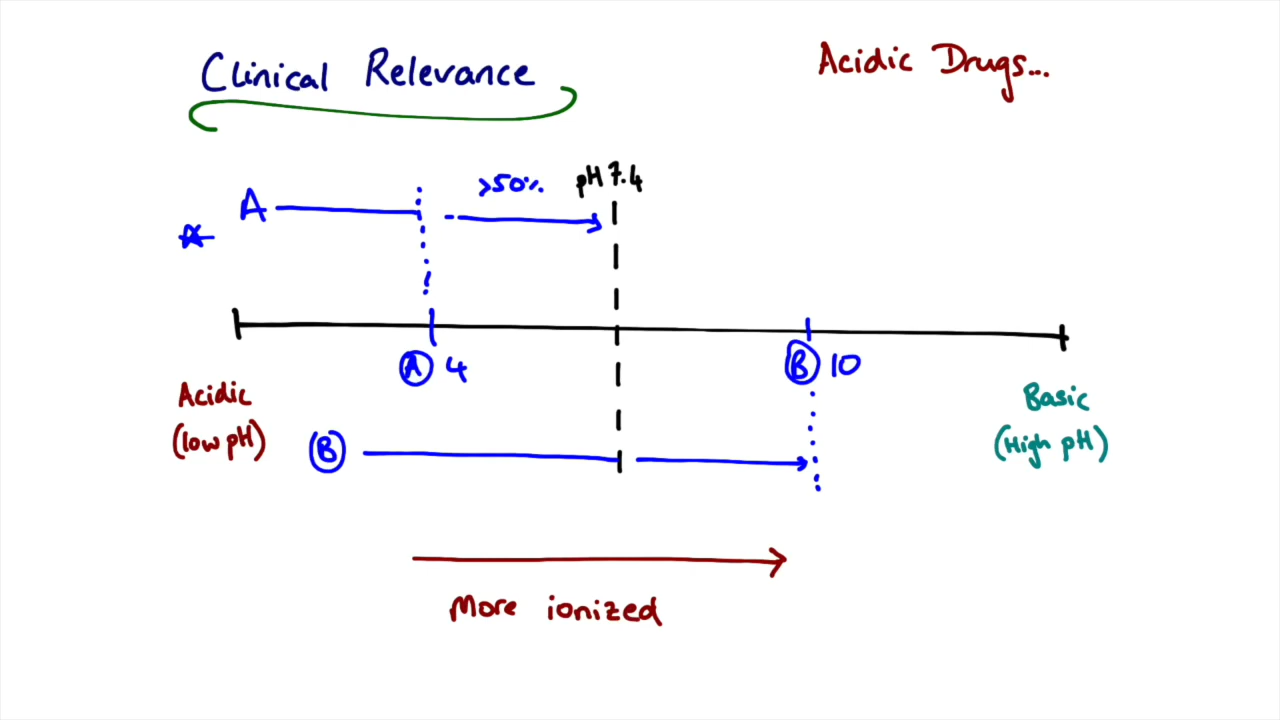 Clinical Relevance
Acidic Drugs...
A
>50%
pH 7.4
A 4
B 10
Acidic
(low pH)
Basic
(High pH)
B
More ionized